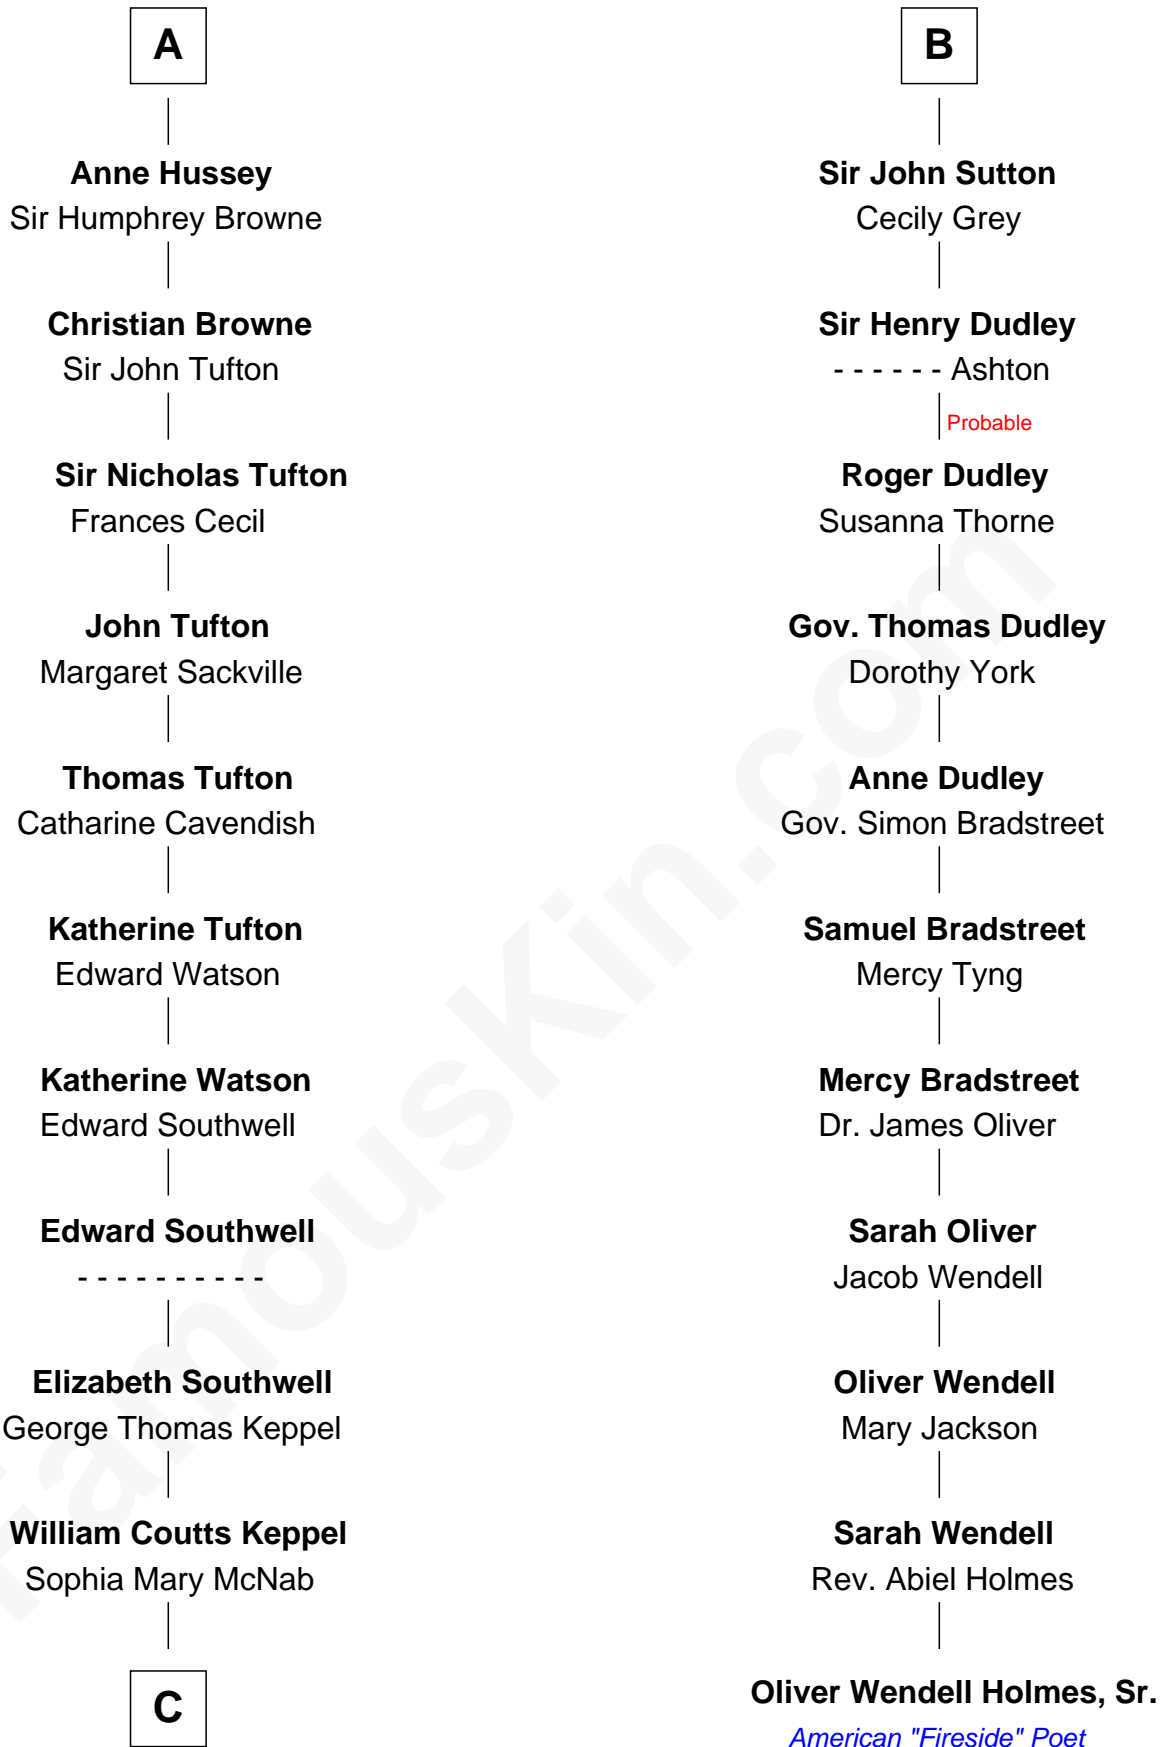 A
Anne Hussey
Sir Humphrey Browne
Christian Browne
Sir John Tufton
Sir Nicholas Tufton
Frances Cecil
John Tufton
Margaret Sackville
Thomas Tufton
Catharine Cavendish
Katherine Tufton
Edward Watson
Katherine Watson
Edward Southwell
Edward Southwell
- - - - - - - - - -
Elizabeth Southwell
George Thomas Keppel
William Coutts Keppel
Sophia Mary McNab
C
B
Sir John Sutton
Cecily Grey
Sir Henry Dudley
- - - - - - Ashton
Probable
Roger Dudley
Susanna Thorne
Gov. Thomas Dudley
Dorothy York
Anne Dudley
Gov. Simon Bradstreet
Samuel Bradstreet
Mercy Tyng
Mercy Bradstreet
Dr. James Oliver
Sarah Oliver
Jacob Wendell
Oliver Wendell
Mary Jackson
Sarah Wendell
Rev. Abiel Holmes
Oliver Wendell Holmes, Sr.
American "Fireside" Poet
FamousKin.com